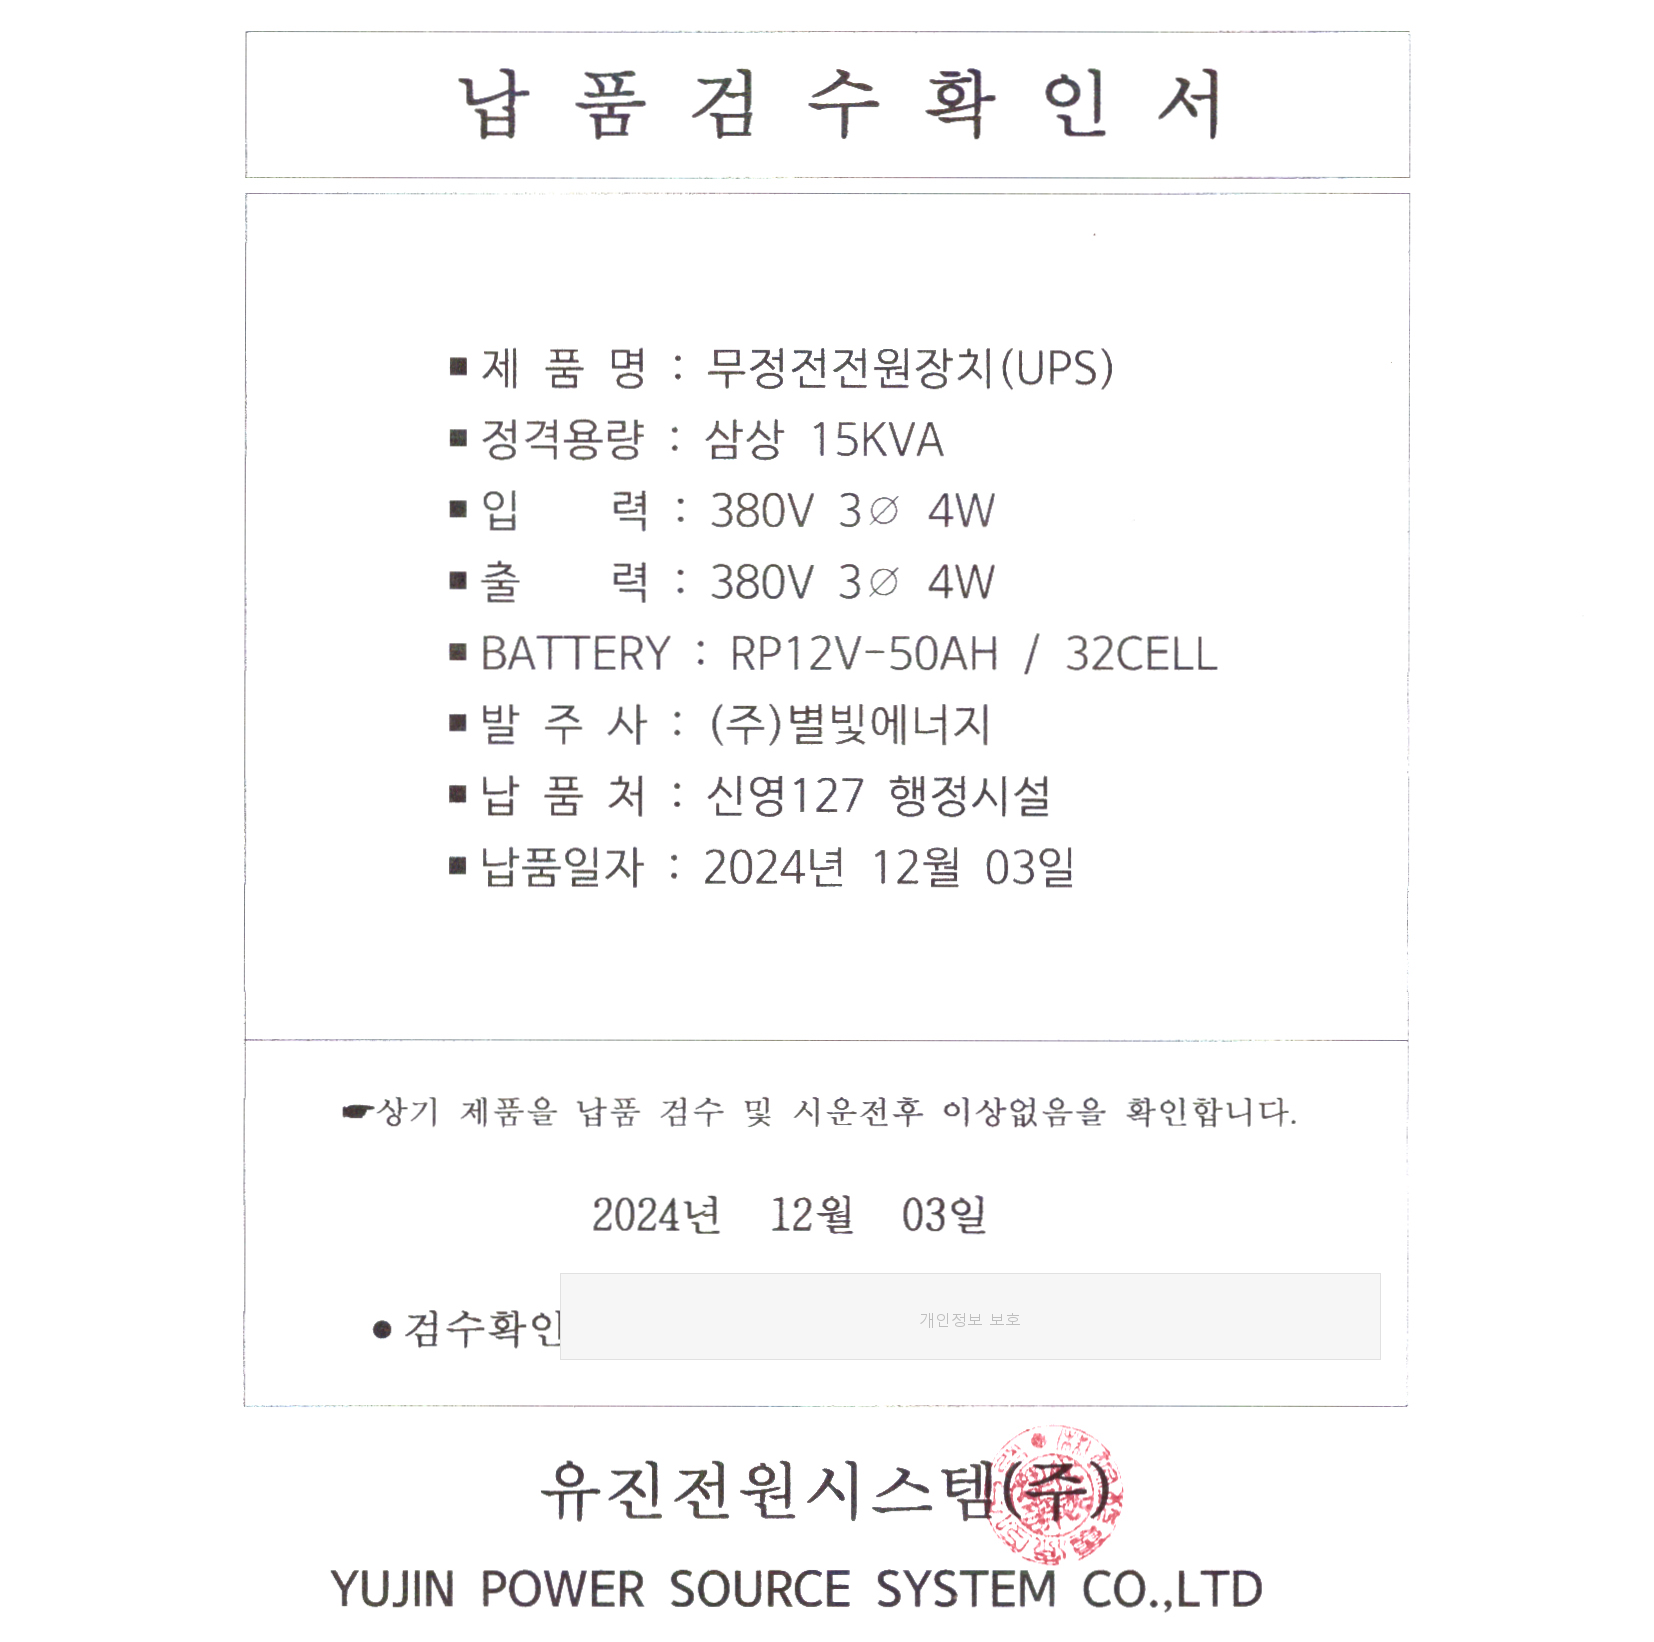 납 품 검 수 확 인 서
■ 제 품 명 : 무정전전원장치(UPS)
■ 정격용량 : 삼상 15KVA
■ 입 력 : 380V 3∅ 4W
■ 출 력 : 380V 3∅ 4W
■ BATTERY : RP12V-50AH / 32CELL
■ 발 주 사 : (주)별빛에너지
■ 납 품 처 : 신영127 행정시설
■ 납품일자 : 2024년 12월 03일
☛상기 제품을 납품 검수 및 시운전후 이상없음을 확인합니다.
2024년 12월 03일
● 검수확인
개인정보 보호
유진전원시스템(주)
YUJIN POWER SOURCE SYSTEM CO.,LTD